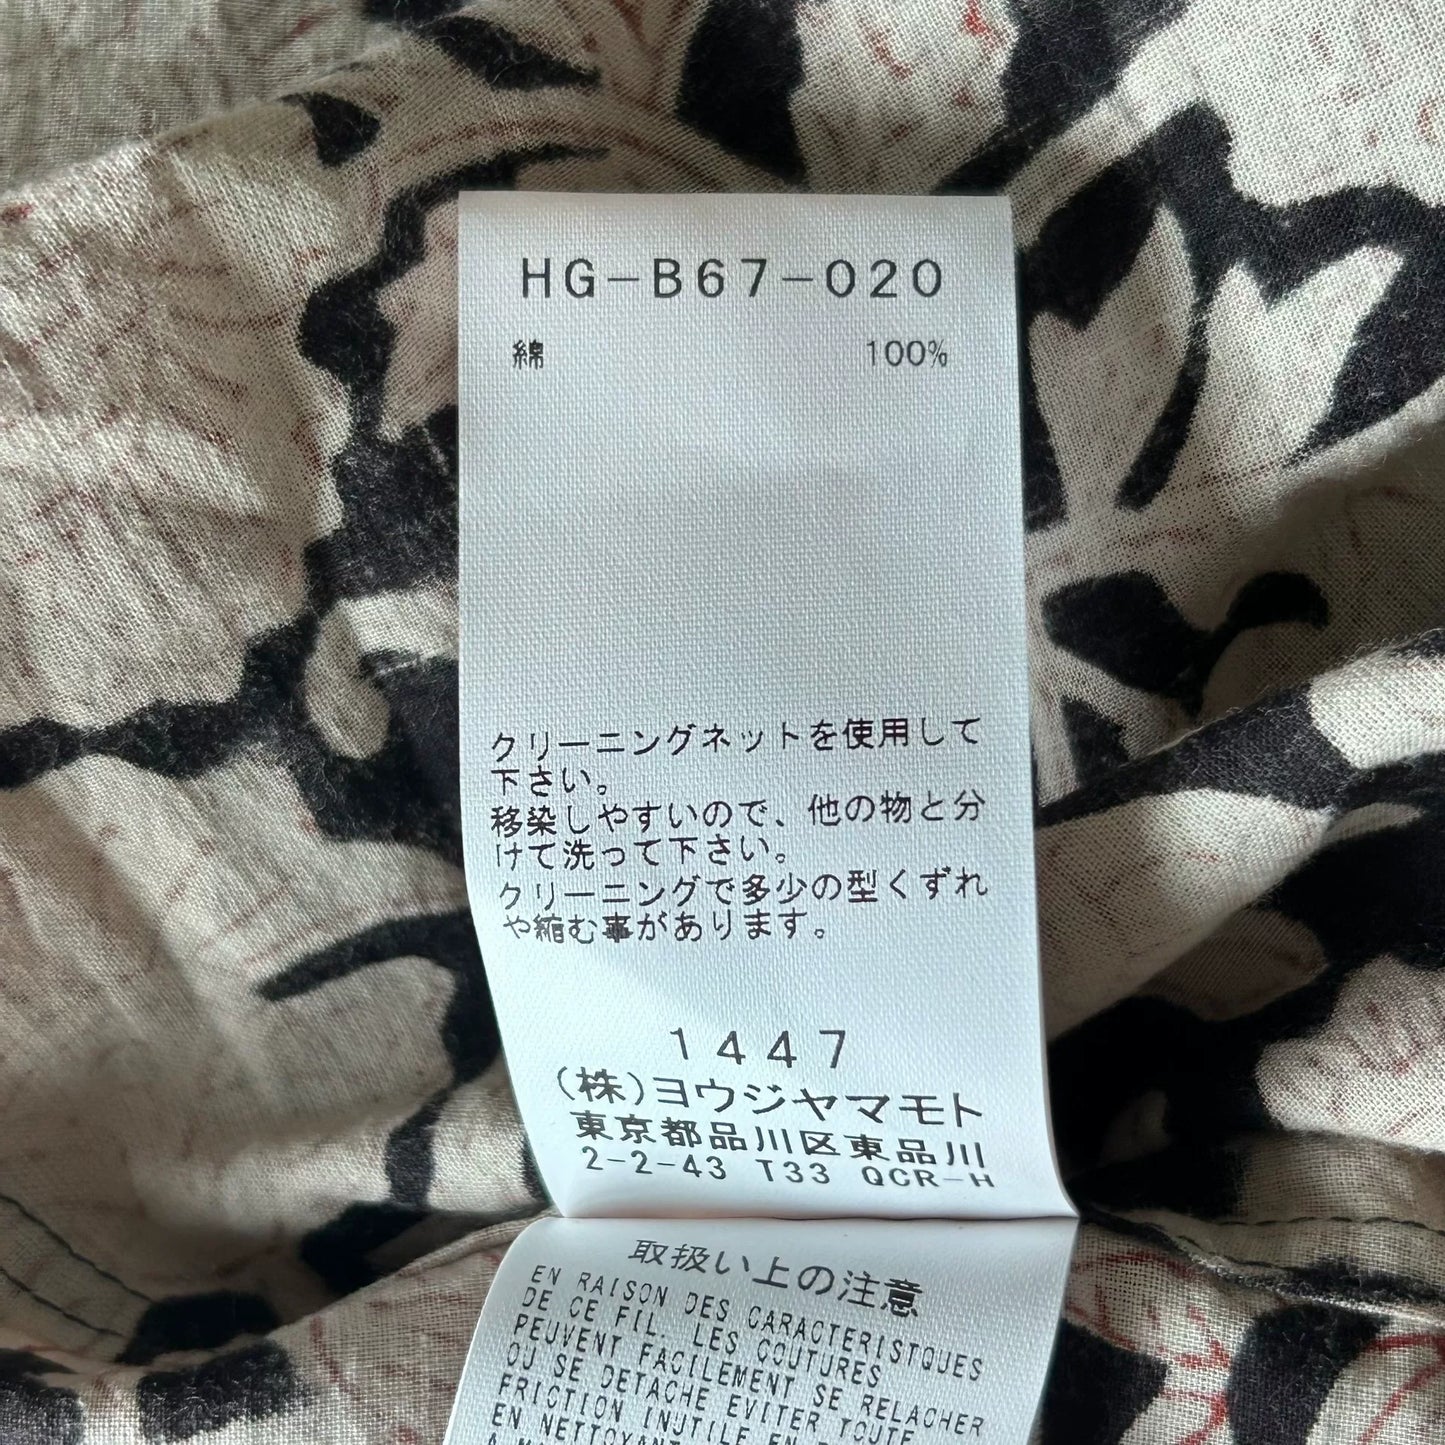 HG-B67-020
綿 100%
クリーニングネットを使用して
下さい。
移染しやすいので、他の物と分
けて洗って下さい。
クリーニングで多少の型くずれ
や縮む事があります。
1447
(株)ヨウジヤマモト
東京都品川区東品川
2-2-43 T33 QCR-H
取扱い上の注意
EN RAISON DES CARACTERISTQUES
DE CE FIL. LES COUTURES
PEUVENT FACILEMENT SE RELACHER
OU SE DETACHE EVITER TOUTE
FRICTION INUTILE EN
EN NETTOYANT